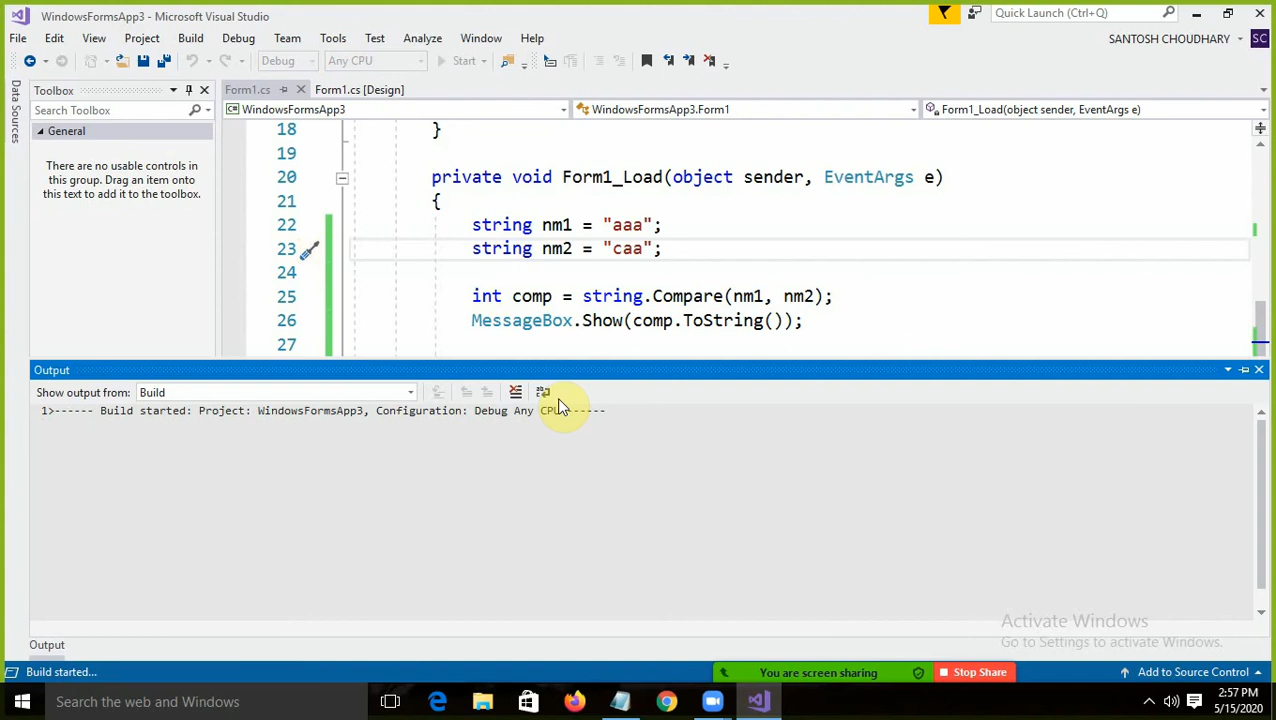 WindowsFormsApp3 - Microsoft Visual Studio
Quick Launch (Ctrl+Q)
File Edit View Project Build Debug Team Tools Test Analyze Window Help
SANTOSH CHOUDHARY SC
Debug Any CPU Start
Data Sources
Toolbox
Form1.cs
Form1.cs [Design]
Search Toolbox
WindowsFormsApp3
WindowsFormsApp3.Form1
Form1_Load(object sender, EventArgs e)
General
There are no usable controls in
this group. Drag an item onto
this text to add it to the toolbox.
18 }
19
20 private void Form1_Load(object sender, EventArgs e)
21 {
22 string nm1 = "aaa";
23 string nm2 = "caa";
24
25 int comp = string.Compare(nm1, nm2);
26 MessageBox.Show(comp.ToString());
27
Output
Show output from: Build
1>------ Build started: Project: WindowsFormsApp3, Configuration: Debug Any CPU ------
Activate Windows
Go to Settings to activate Windows.
Output
Build started...
You are screen sharing
Stop Share
Add to Source Control
Search the web and Windows
2:57 PM
5/15/2020